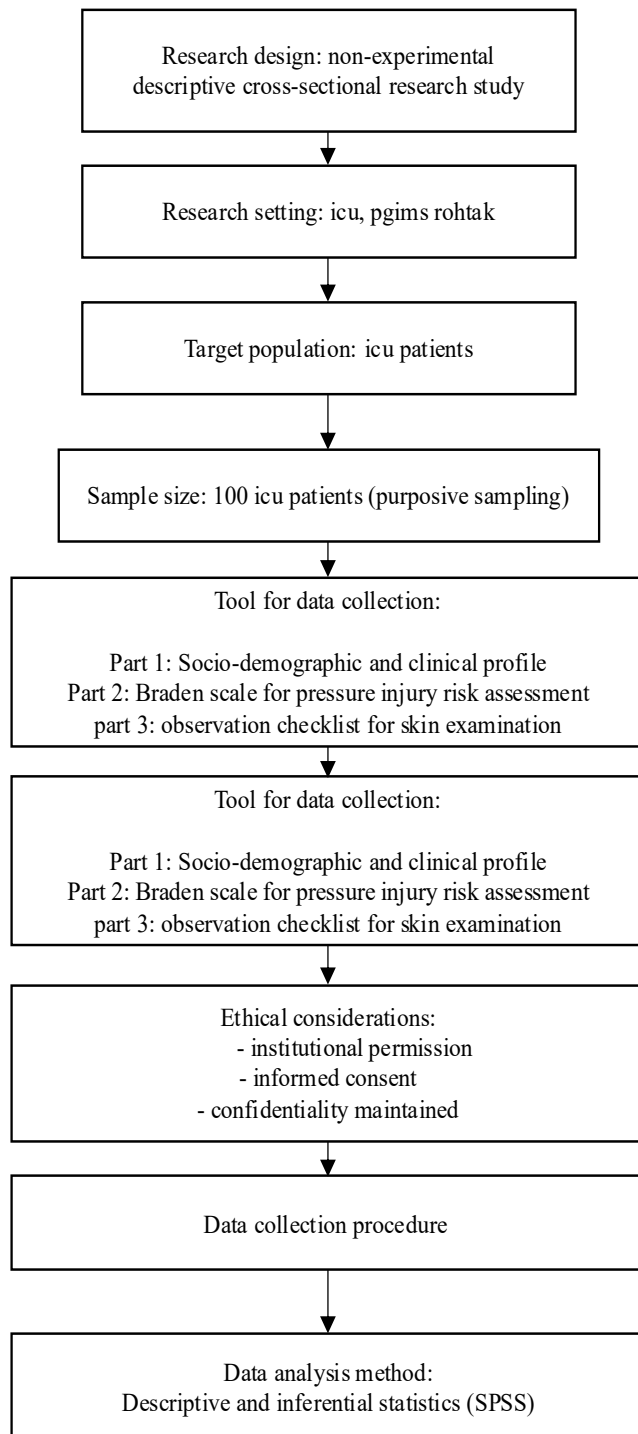 Research design: non-experimental
descriptive cross-sectional research study
Research setting: icu, pgims rohtak
Target population: icu patients
Sample size: 100 icu patients (purposive sampling)
Tool for data collection:
Part 1: Socio-demographic and clinical profile
Part 2: Braden scale for pressure injury risk assessment
part 3: observation checklist for skin examination
Tool for data collection:
Part 1: Socio-demographic and clinical profile
Part 2: Braden scale for pressure injury risk assessment
part 3: observation checklist for skin examination
Ethical considerations:
- institutional permission
- informed consent
- confidentiality maintained
Data collection procedure
Data analysis method:
Descriptive and inferential statistics (SPSS)